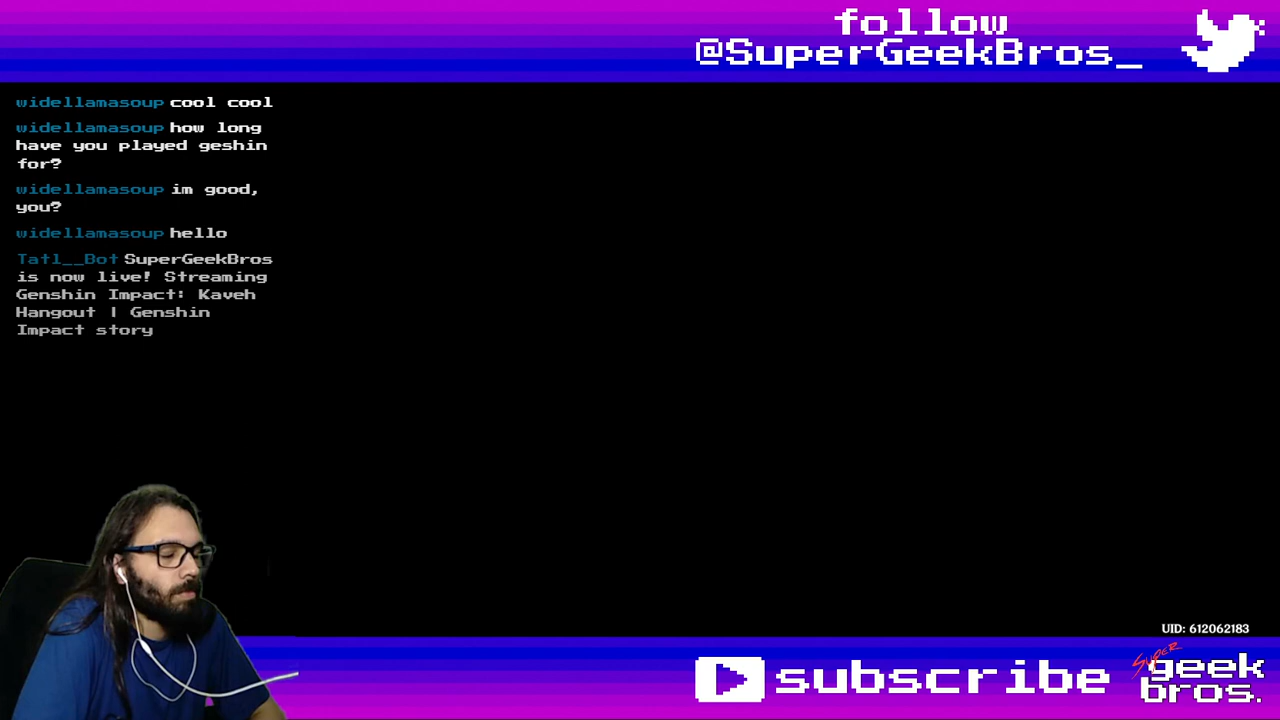 follow
@SuperGeekBros_
widellamasoup cool cool
widellamasoup how long
have you played geshin
for?
widellamasoup im good,
you?
widellamasoup hello
Tatl__Bot SuperGeekBros
is now live! Streaming
Genshin Impact: Kaveh
Hangout | Genshin
Impact story
UID: 612062183
subscribe
SUPER
geek
bros.